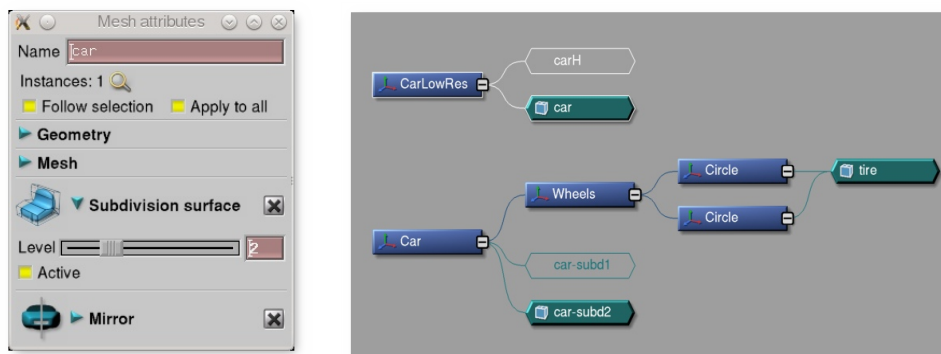 Mesh attributes
Name car
Instances: 1
Follow selection Apply to all
Geometry
Mesh
Subdivision surface
Level 2
Active
Mirror
carH
CarLowRes
car
Circle
tire
Wheels
Circle
Car
car-subd1
car-subd2